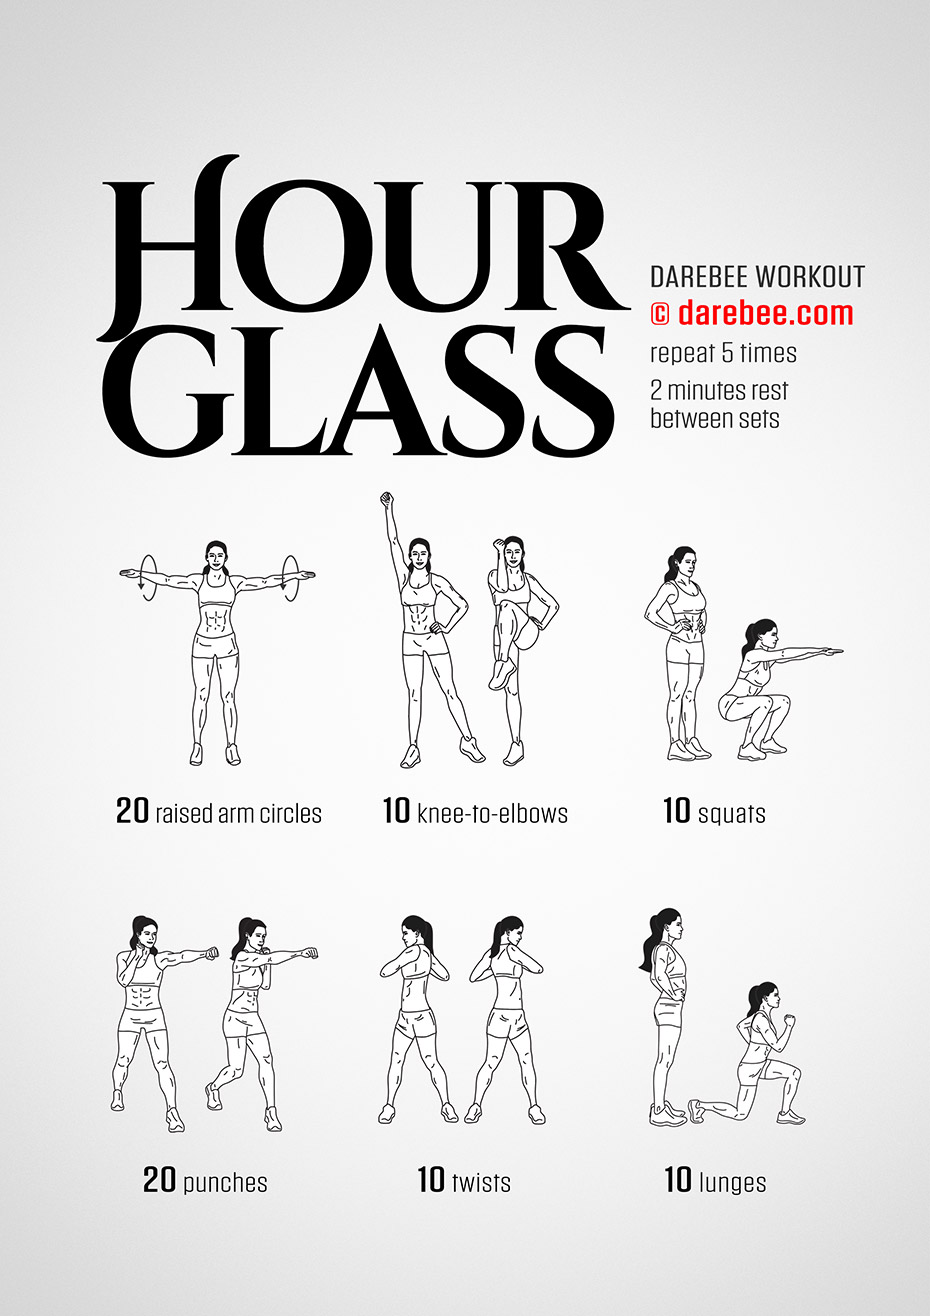 HOUR
GLASS
DAREBEE WORKOUT
© darebee.com
repeat 5 times
2 minutes rest
between sets
20 raised arm circles
10 knee-to-elbows
10 squats
20 punches
10 twists
10 lunges